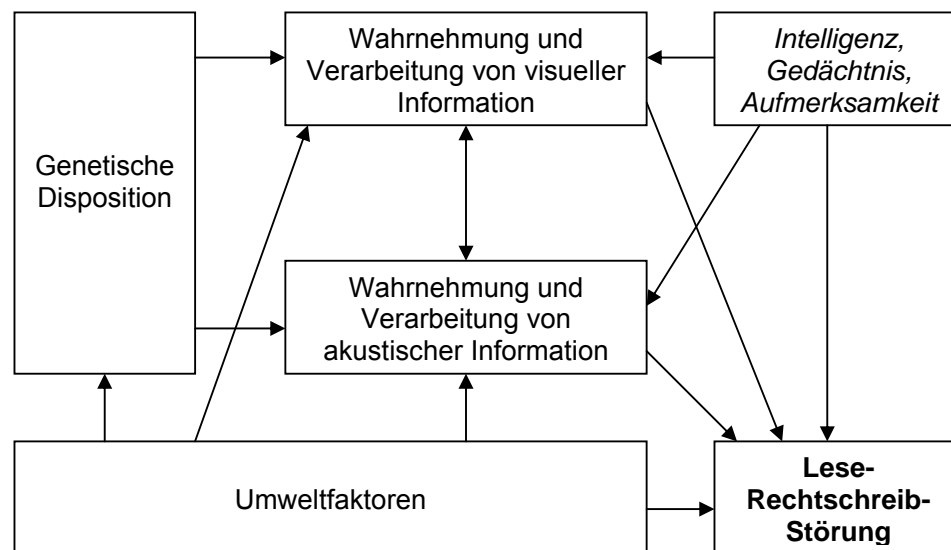 Wahrnehmung und
Verarbeitung von visueller
Information
Intelligenz,
Gedächtnis,
Aufmerksamkeit
Genetische
Disposition
Wahrnehmung und
Verarbeitung von
akustischer Information
Umweltfaktoren
Lese-
Rechtschreib-
Störung